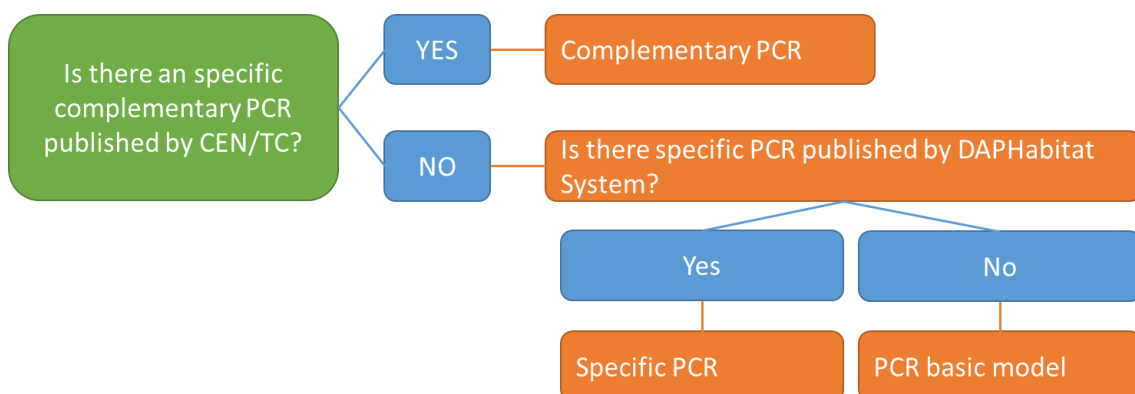 Is there an specific
complementary PCR
published by CEN/TC?
YES
Complementary PCR
NO
Is there specific PCR published by DAPHabitat
System?
Yes
No
Specific PCR
PCR basic model